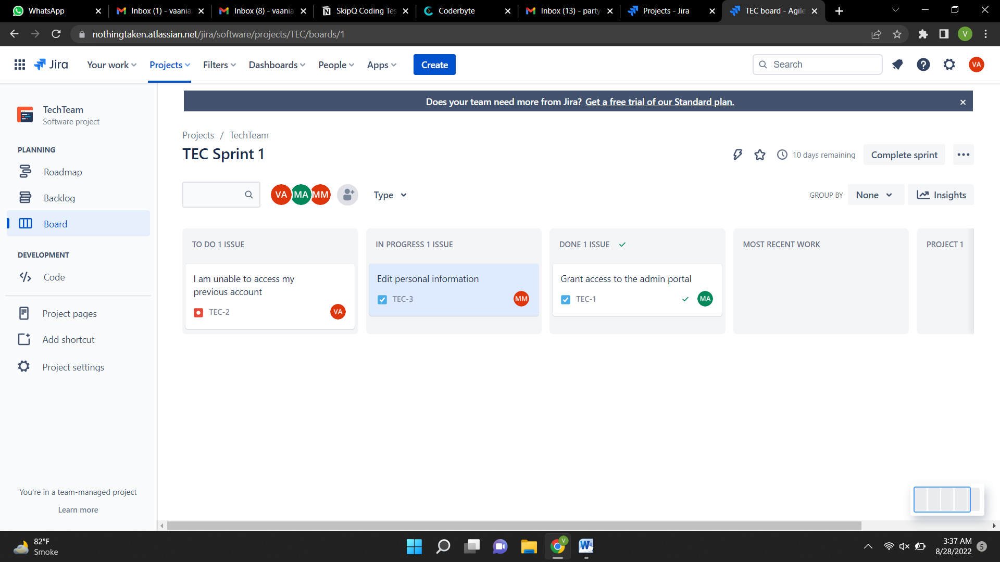 WhatsApp
Inbox (1) - vaania
Inbox (8) - vaania
SkipQ Coding Tes
Coderbyte
Inbox (13) - party
Projects - Jira
TEC board - Agile
nothingtaken.atlassian.net/jira/software/projects/TEC/boards/1
V
Jira
Your work
Projects
Filters
Dashboards
People
Apps
Create
Search
VA
TechTeam
Software project
PLANNING
Roadmap
Backlog
Board
DEVELOPMENT
Code
Project pages
Add shortcut
Project settings
You're in a team-managed project
Learn more
Does your team need more from Jira? Get a free trial of our Standard plan.
Projects / TechTeam
TEC Sprint 1
10 days remaining
Complete sprint
VA MA MM
Type
GROUP BY
None
Insights
TO DO 1 ISSUE
I am unable to access my
previous account
TEC-2
VA
IN PROGRESS 1 ISSUE
Edit personal information
TEC-3
MM
DONE 1 ISSUE
Grant access to the admin portal
TEC-1
MA
MOST RECENT WORK
PROJECT 1
82°F
Smoke
V
W
3:37 AM
8/28/2022
5